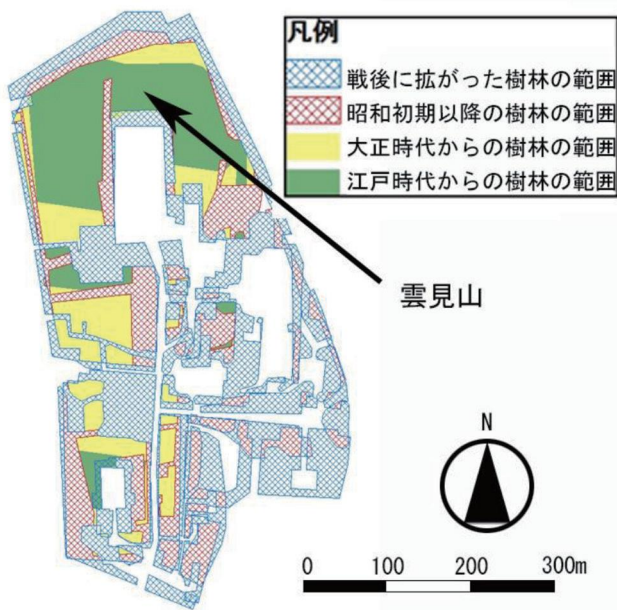 凡例
戦後に拡がった樹林の範囲
昭和初期以降の樹林の範囲
大正時代からの樹林の範囲
江戸時代からの樹林の範囲
雲見山
N
0 100 200 300m